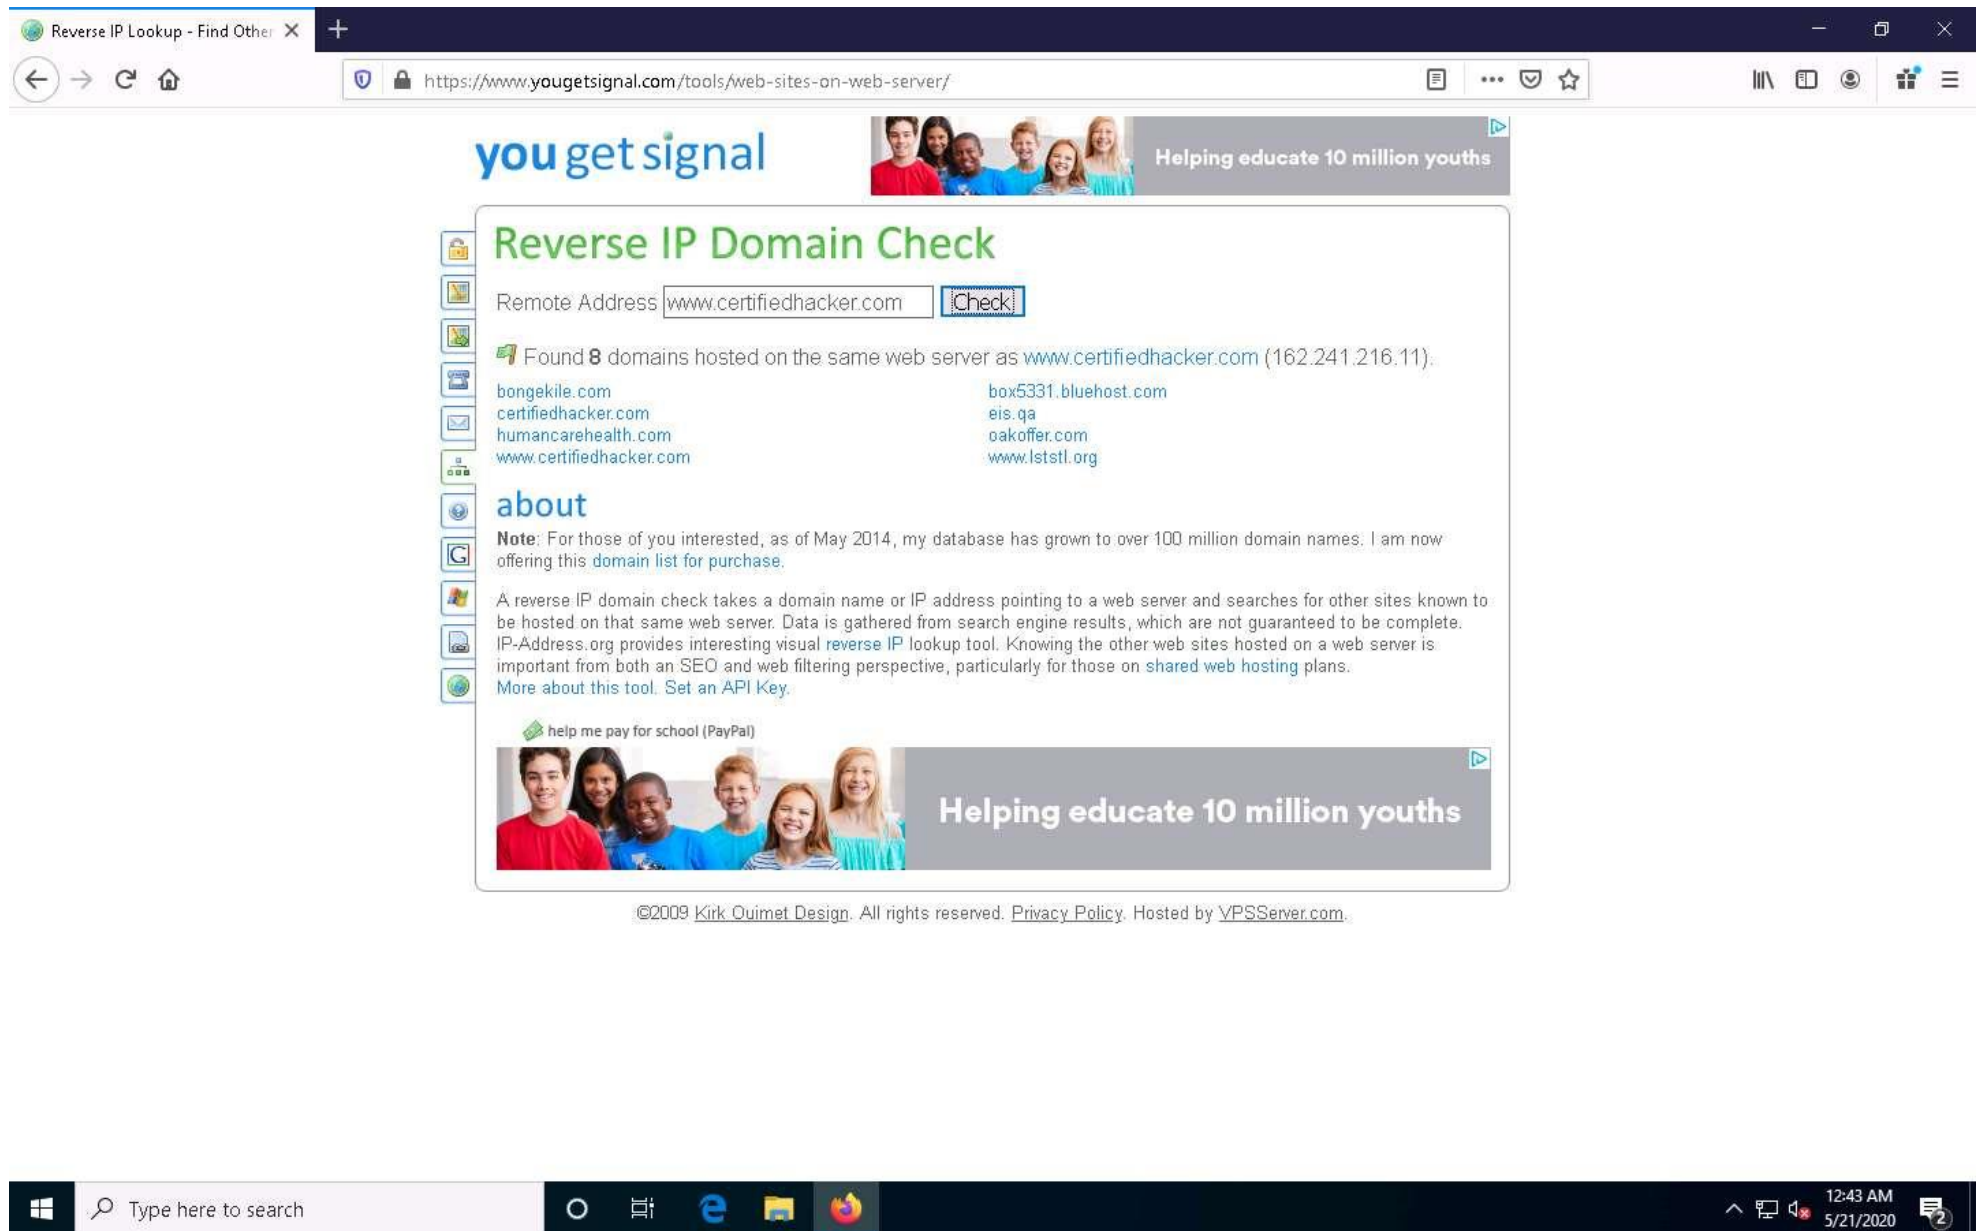 Reverse IP Lookup - Find Other
https://www.yougetsignal.com/tools/web-sites-on-web-server/
you get signal
Helping educate 10 million youths
Reverse IP Domain Check
Remote Address www.certifiedhacker.com Check
Found 8 domains hosted on the same web server as www.certifiedhacker.com (162.241.216.11).
bongekile.com box5331.bluehost.com
certifiedhacker.com eis.qa
humancarehealth.com oakoffer.com
www.certifiedhacker.com www.lststl.org
about
Note: For those of you interested, as of May 2014, my database has grown to over 100 million domain names. I am now
offering this domain list for purchase.
A reverse IP domain check takes a domain name or IP address pointing to a web server and searches for other sites known to
be hosted on that same web server. Data is gathered from search engine results, which are not guaranteed to be complete.
IP-Address.org provides interesting visual reverse IP lookup tool. Knowing the other web sites hosted on a web server is
important from both an SEO and web filtering perspective, particularly for those on shared web hosting plans.
More about this tool. Set an API Key.
help me pay for school (PayPal)
Helping educate 10 million youths
©2009 Kirk Ouimet Design. All rights reserved. Privacy Policy. Hosted by VPSServer.com.
Type here to search
12:43 AM
5/21/2020
2